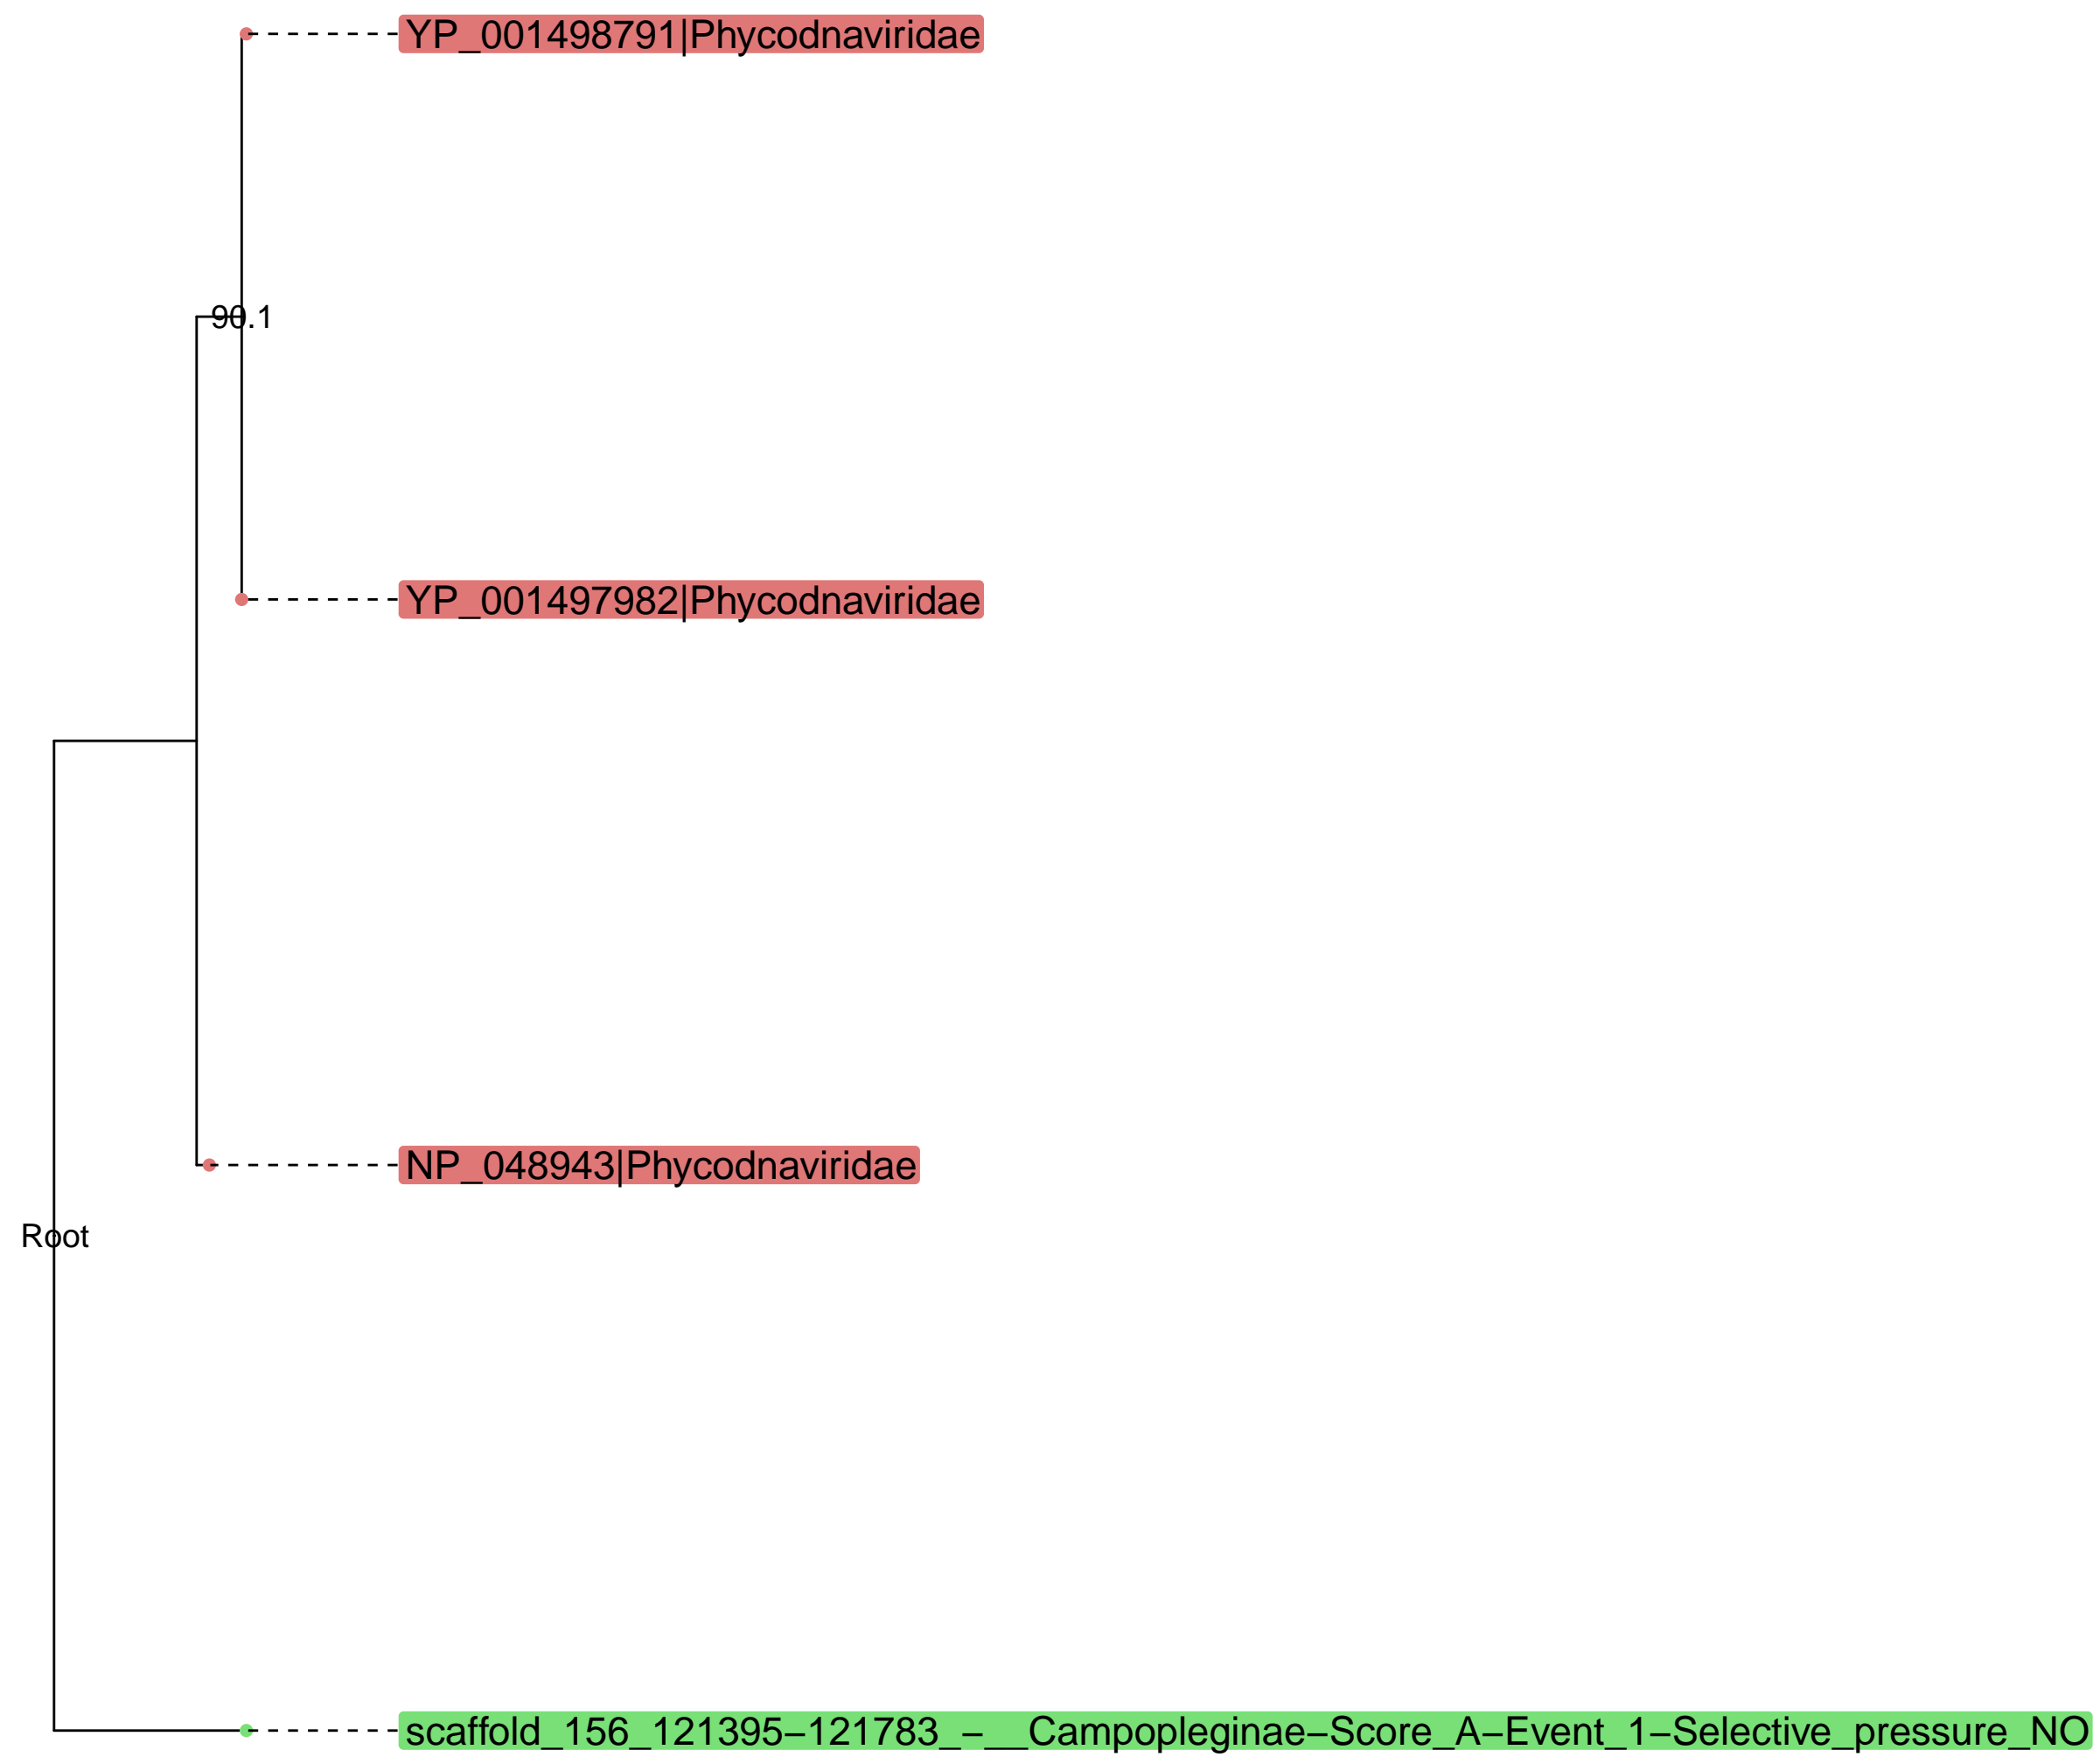 YP_001498791|Phycodnaviridae
90.1
YP_001497982|Phycodnaviridae
NP_048943|Phycodnaviridae
Root
scaffold_156_121395−121783_−__Campopleginae−Score_A−Event_1−Selective_pressure_NO